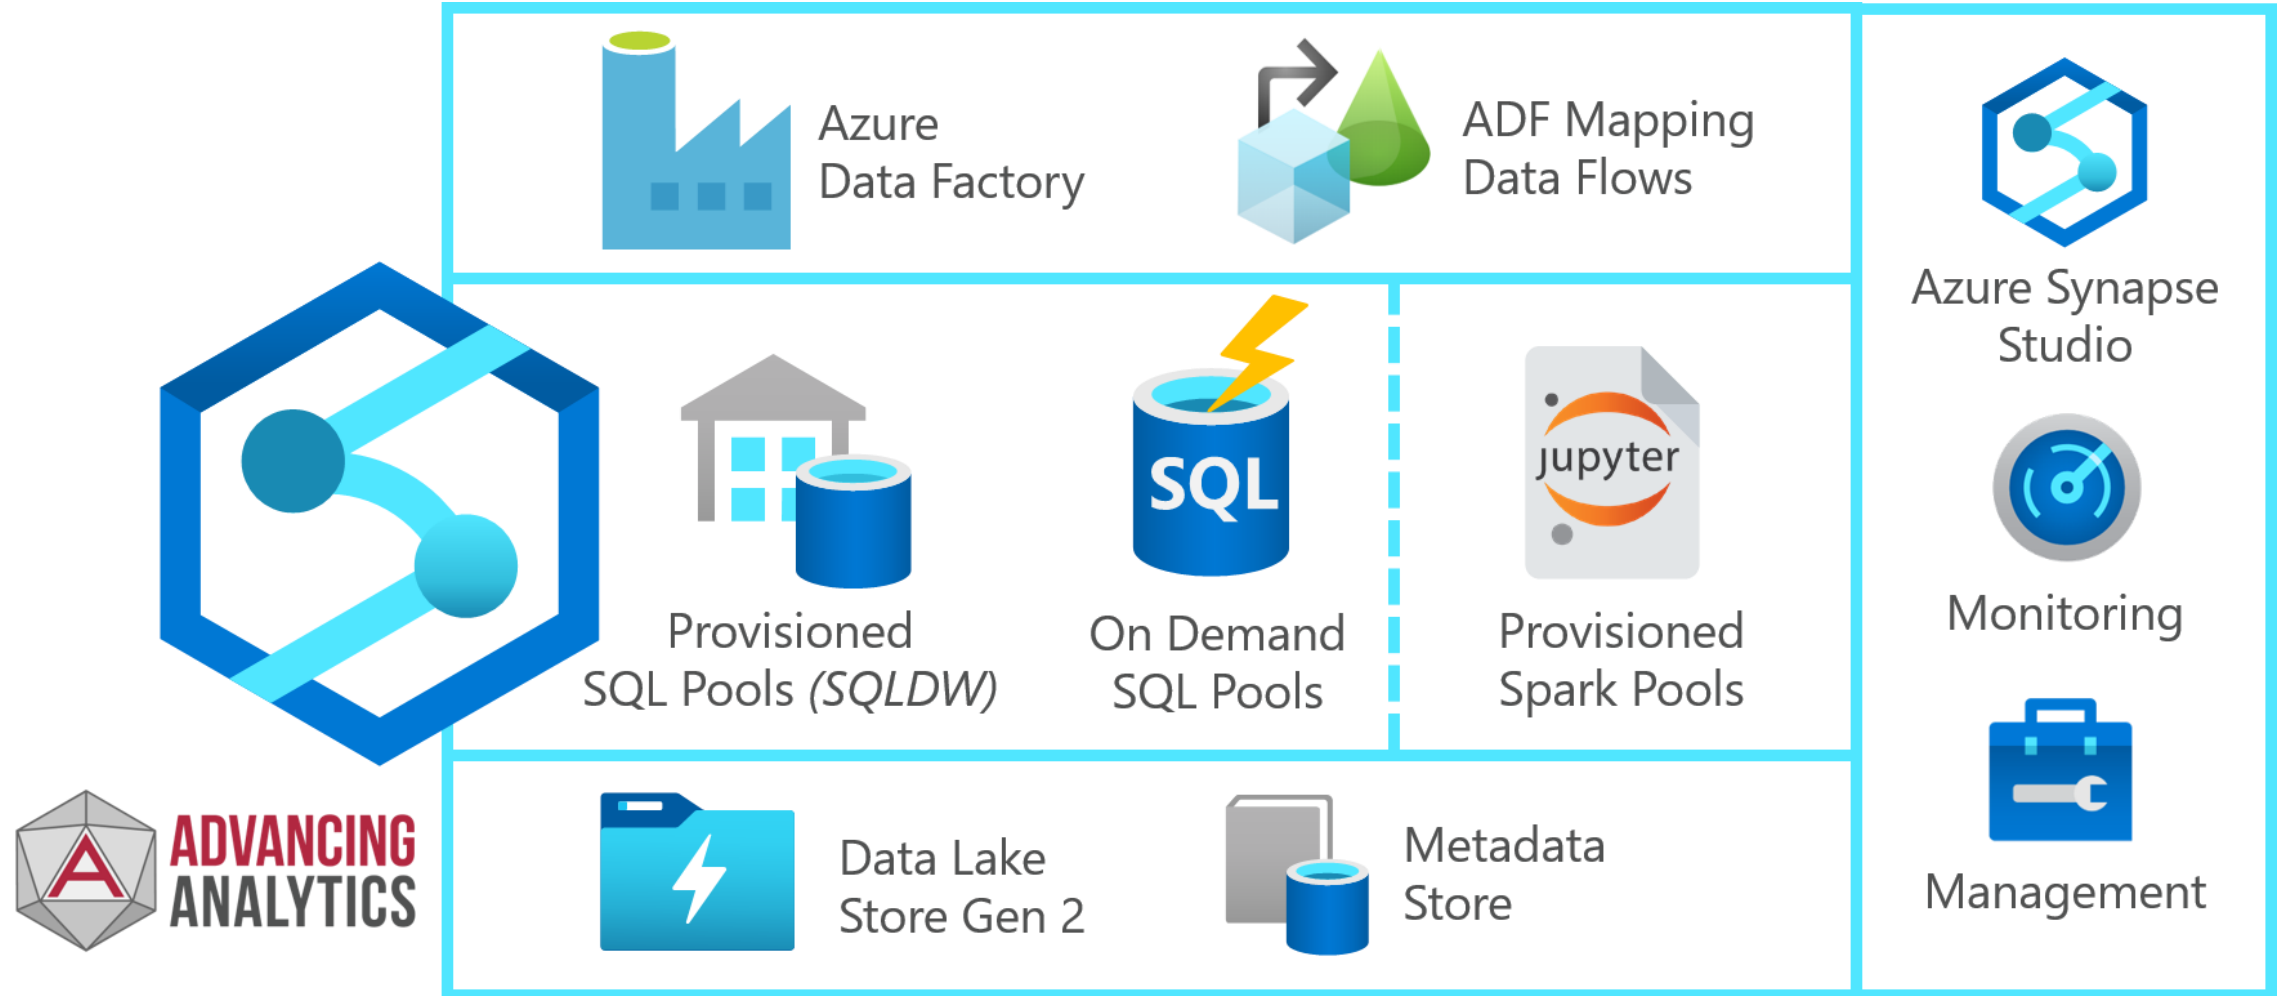 Azure
Data Factory
ADF Mapping
Data Flows
Azure Synapse
Studio
SQL
jupyter
Provisioned
SQL Pools (SQLDW)
On Demand
SQL Pools
Provisioned
Spark Pools
Monitoring
Data Lake
Store Gen 2
Metadata
Store
Management
A
ADVANCING
ANALYTICS